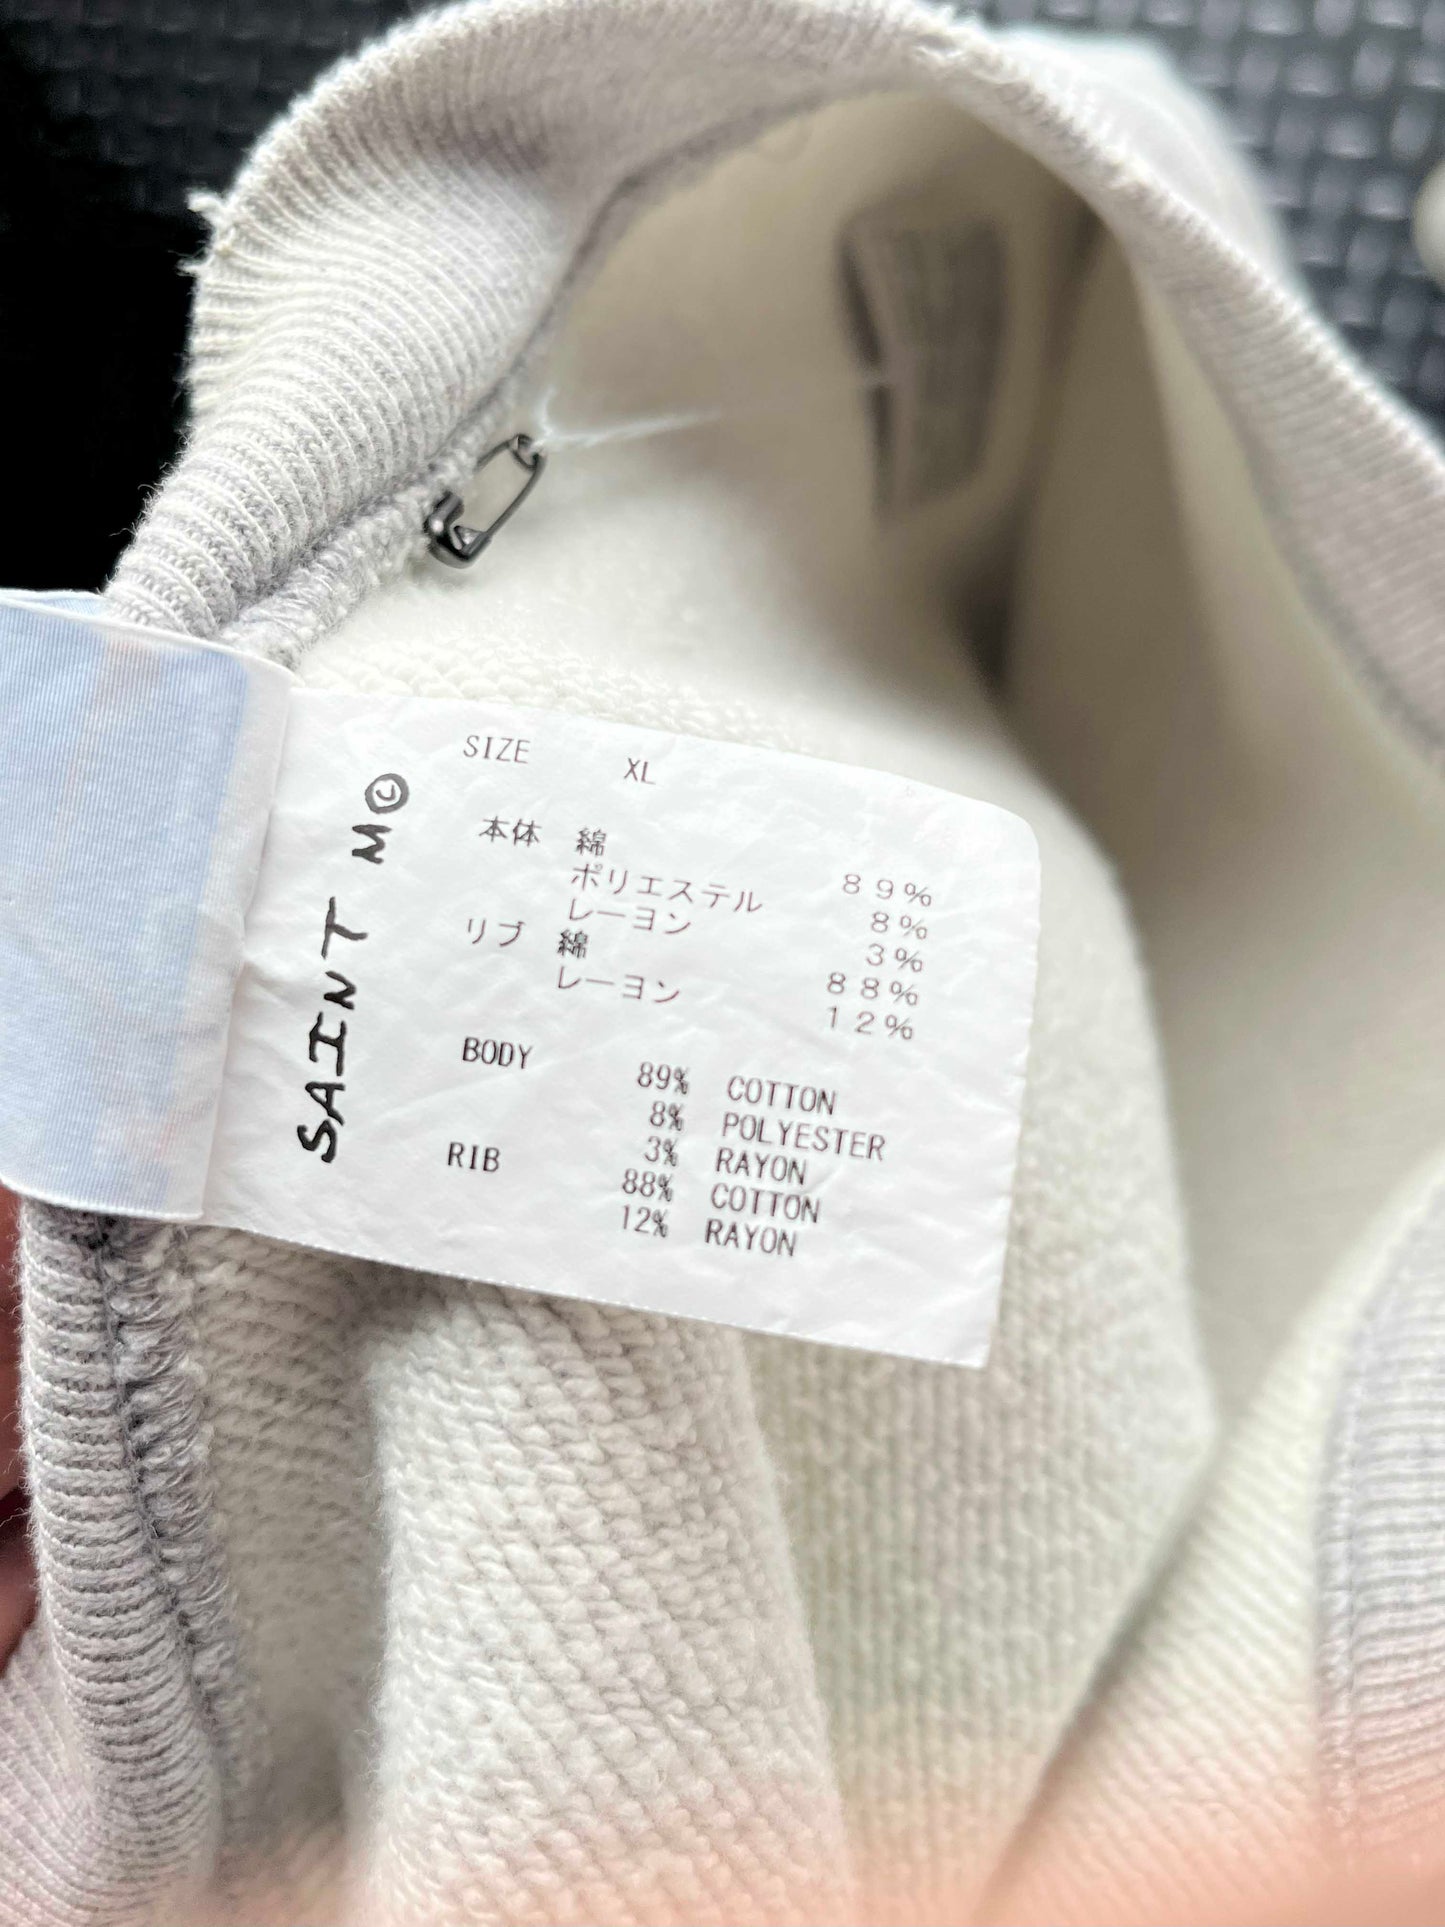 SAINT M©
SIZE XL
本体 綿 89%
ポリエステル 8%
レーヨン 3%
リブ 綿 88%
レーヨン 12%
BODY 89% COTTON
8% POLYESTER
3% RAYON
RIB 88% COTTON
12% RAYON